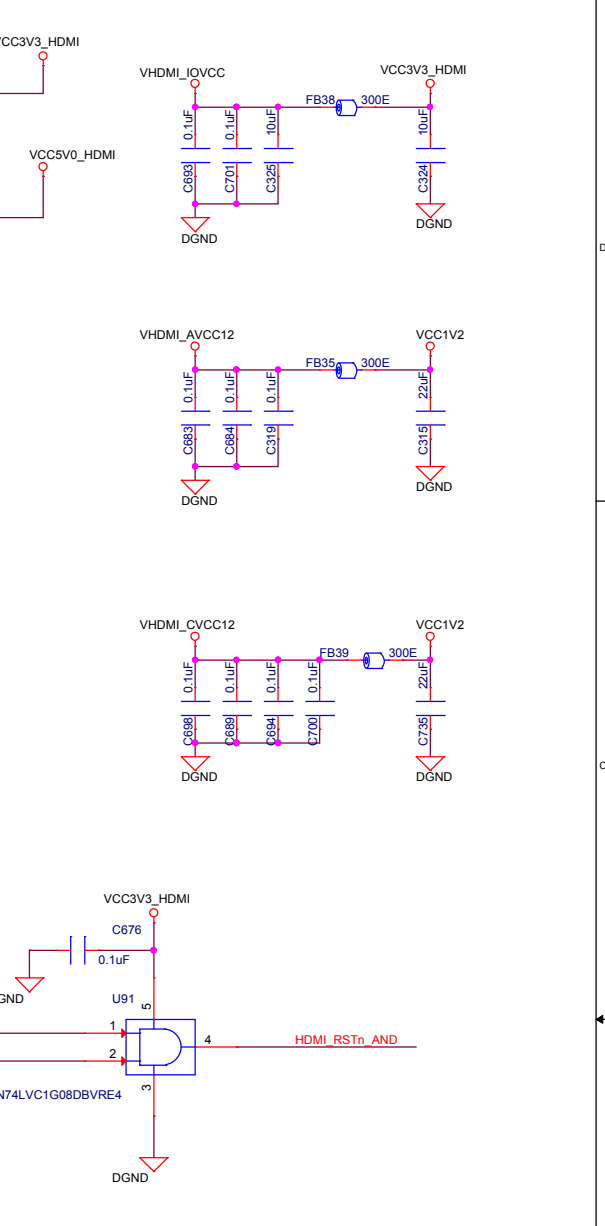 VCC3V3_HDMI
VHDMI_IOVCC
VCC3V3_HDMI
FB38
300E
0.1uF
0.1uF
10uF
10uF
VCC5V0_HDMI
C693
C701
C325
C324
DGND
DGND
D
VHDMI_AVCC12
VCC1V2
FB35
300E
0.1uF
0.1uF
0.1uF
22uF
C683
C684
C319
C315
DGND
DGND
VHDMI_CVCC12
VCC1V2
FB39
300E
0.1uF
0.1uF
0.1uF
0.1uF
22uF
C698
C689
C694
C700
C735
DGND
DGND
C
VCC3V3_HDMI
C676
0.1uF
GND
U91
5
1
2
4
HDMI_RSTn_AND
3
N74LVC1G08DBVRE4
DGND